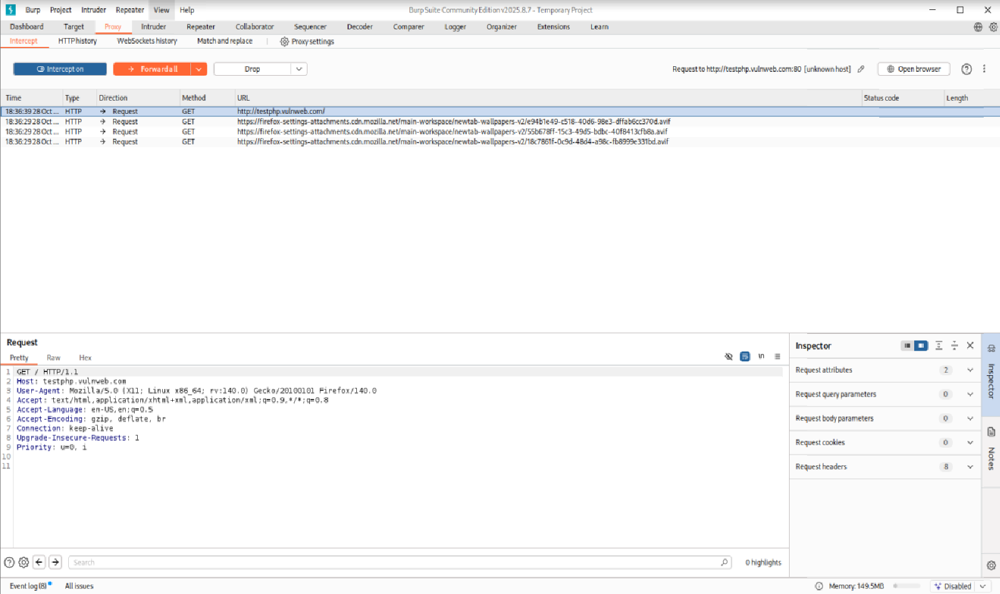 Burp Project Intruder Repeater View Help Burp Suite Community Edition v2025.8.7 - Temporary Project
Dashboard Target Proxy Intruder Repeater Collaborator Sequencer Decoder Comparer Logger Organizer Extensions Learn
Intercept HTTP history WebSockets history Match and replace Proxy settings
Intercept on Forward all Drop Request to http://testphp.vulnweb.com:80 [unknown host] Open browser
Time Type Direction Method URL Status code Length
18:36:39 28 Oct ... HTTP → Request GET http://testphp.vulnweb.com/
18:36:29 28 Oct ... HTTP → Request GET https://firefox-settings-attachments.cdn.mozilla.net/main-workspace/newtab-wallpapers-v2/e94b1e49-c518-40d6-98e3-dffab6cc370d.avif
18:36:29 28 Oct ... HTTP → Request GET https://firefox-settings-attachments.cdn.mozilla.net/main-workspace/newtab-wallpapers-v2/55b678ff-15c3-49d5-bdbc-40f8413cfb8a.avif
18:36:29 28 Oct ... HTTP → Request GET https://firefox-settings-attachments.cdn.mozilla.net/main-workspace/newtab-wallpapers-v2/18c7861f-0c9d-48d4-a98c-fb8999e331bd.avif
Request
Pretty Raw Hex \n
1 GET / HTTP/1.1
2 Host: testphp.vulnweb.com
3 User-Agent: Mozilla/5.0 (X11; Linux x86_64; rv:140.0) Gecko/20100101 Firefox/140.0
4 Accept: text/html,application/xhtml+xml,application/xml;q=0.9,*/*;q=0.8
5 Accept-Language: en-US,en;q=0.5
6 Accept-Encoding: gzip, deflate, br
7 Connection: keep-alive
8 Upgrade-Insecure-Requests: 1
9 Priority: u=0, i
10
11
Inspector
Request attributes 2
Request query parameters 0
Request body parameters 0
Request cookies 0
Request headers 8
Inspector
Notes
Search 0 highlights
Event log (8) All issues Memory: 149.5MB Disabled